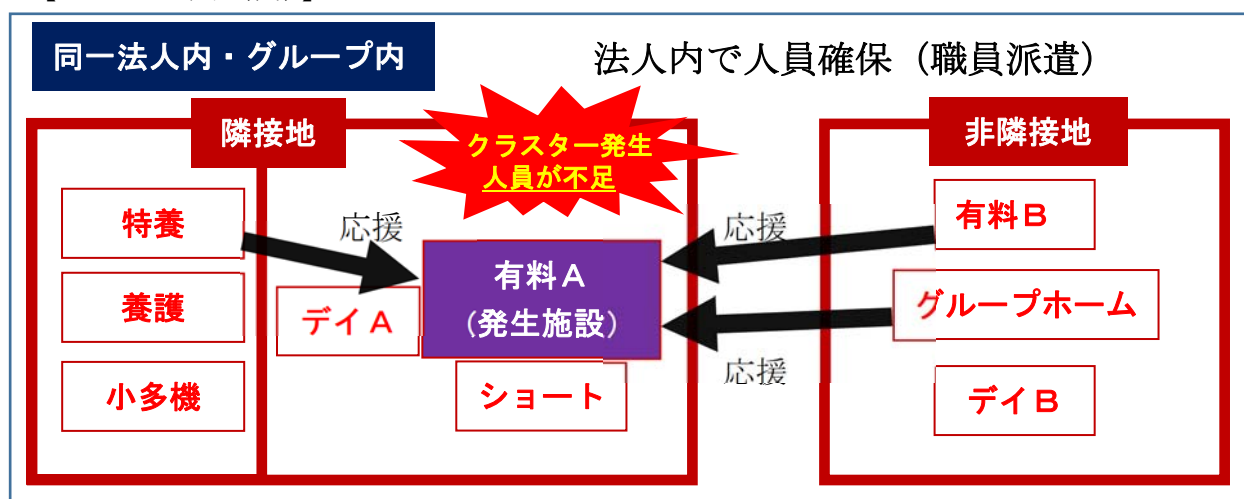 同一法人内・グループ内
法人内で人員確保（職員派遣）
隣接地
クラスター発生
人員が不足
非隣接地
特養
応援
応援
有料Ｂ
有料Ａ
（発生施設）
養護
デイＡ
グループホーム
小多機
ショート
応援
デイＢ